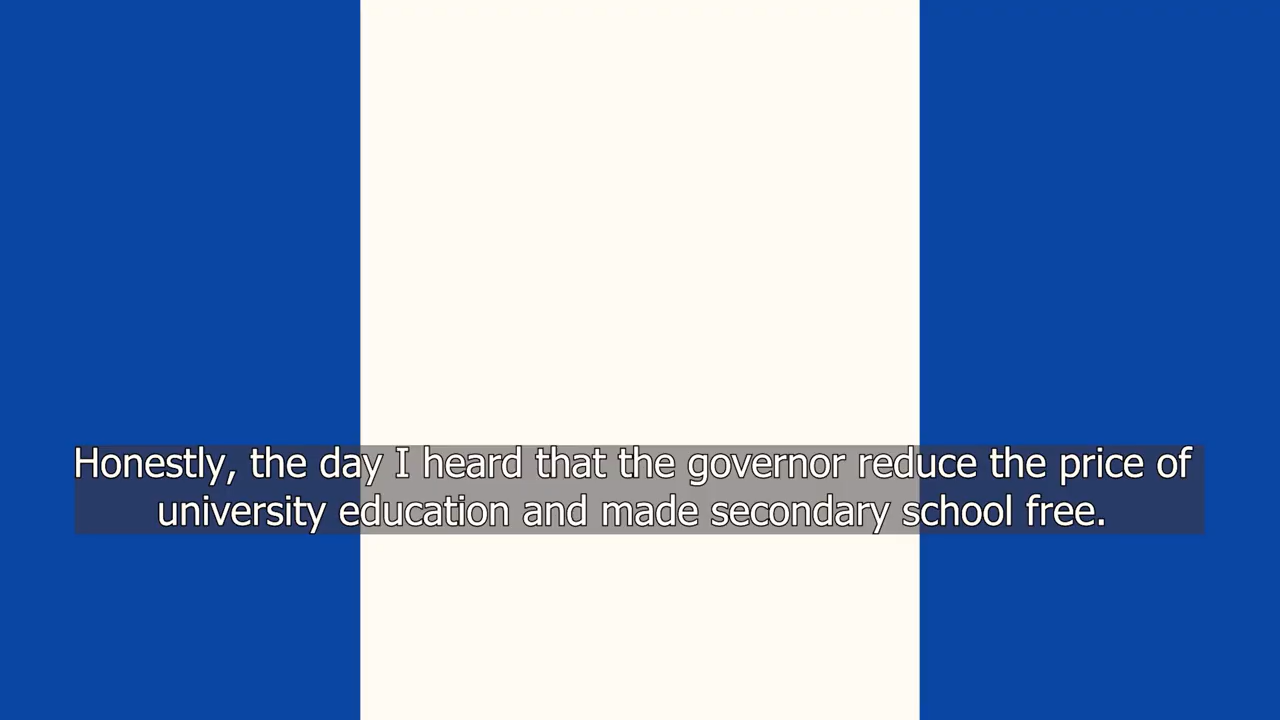 Honestly, the day I heard that the governor reduce the price of
university education and made secondary school free.